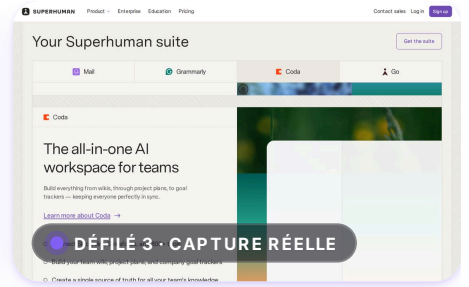 SUPERHUMAN Product Enterprise Education Pricing Contact sales Log in Sign up
Your Superhuman suite
Get the suite
Mail Grammarly Coda Go
Coda
The all-in-one AI
workspace for teams
Build everything from wikis, through project plans, to goal
trackers — keeping everyone perfectly in sync.
Learn more about Coda →
DÉFILÉ · CAPTURE RÉELLE
Build your team wiki, project plans, and company goal trackers
Create a single source of truth for all your team's knowledge